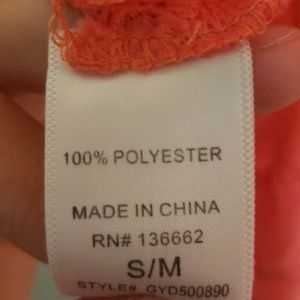 100% POLYESTER
MADE IN CHINA
RN# 136662
S/M
STYLE# GYD500890